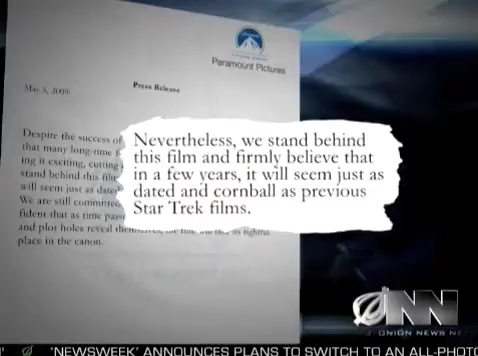 Paramount Pictures
May 5, 2009
Press Release
Despite the success of
that many long-time
ing it exciting, cutting
stand behind this film
will seem just as dated
We are still committed
fident that as time pass
and plot holes reveal themselves, the film will take its rightful
place in the canon.
Nevertheless, we stand behind
this film and firmly believe that
in a few years, it will seem just as
dated and cornball as previous
Star Trek films.
INN
ONION NEWS NE
'NEWSWEEK' ANNOUNCES PLANS TO SWITCH TO AN ALL-PHOTO